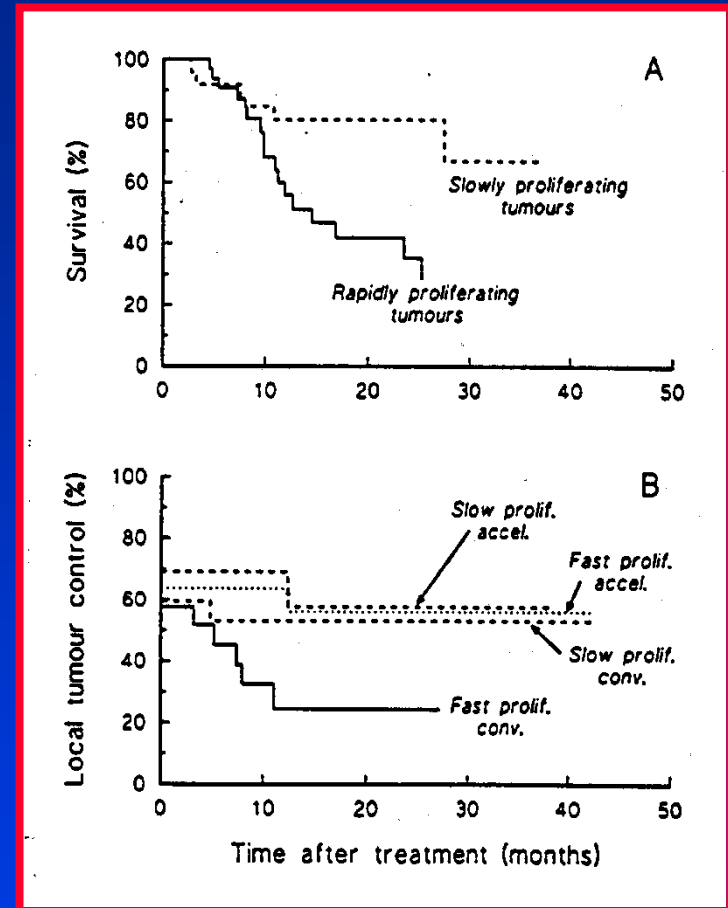 A
Survival (%)
100
80
60
40
20
0
Slowly proliferating
tumours
Rapidly proliferating
tumours
0 10 20 30 40 50
B
Local tumour control (%)
100
80
60
40
20
0
Slow prolif.
accel.
Fast prolif.
accel.
Slow prolif.
conv.
Fast prolif.
conv.
0 10 20 30 40 50
Time after treatment (months)